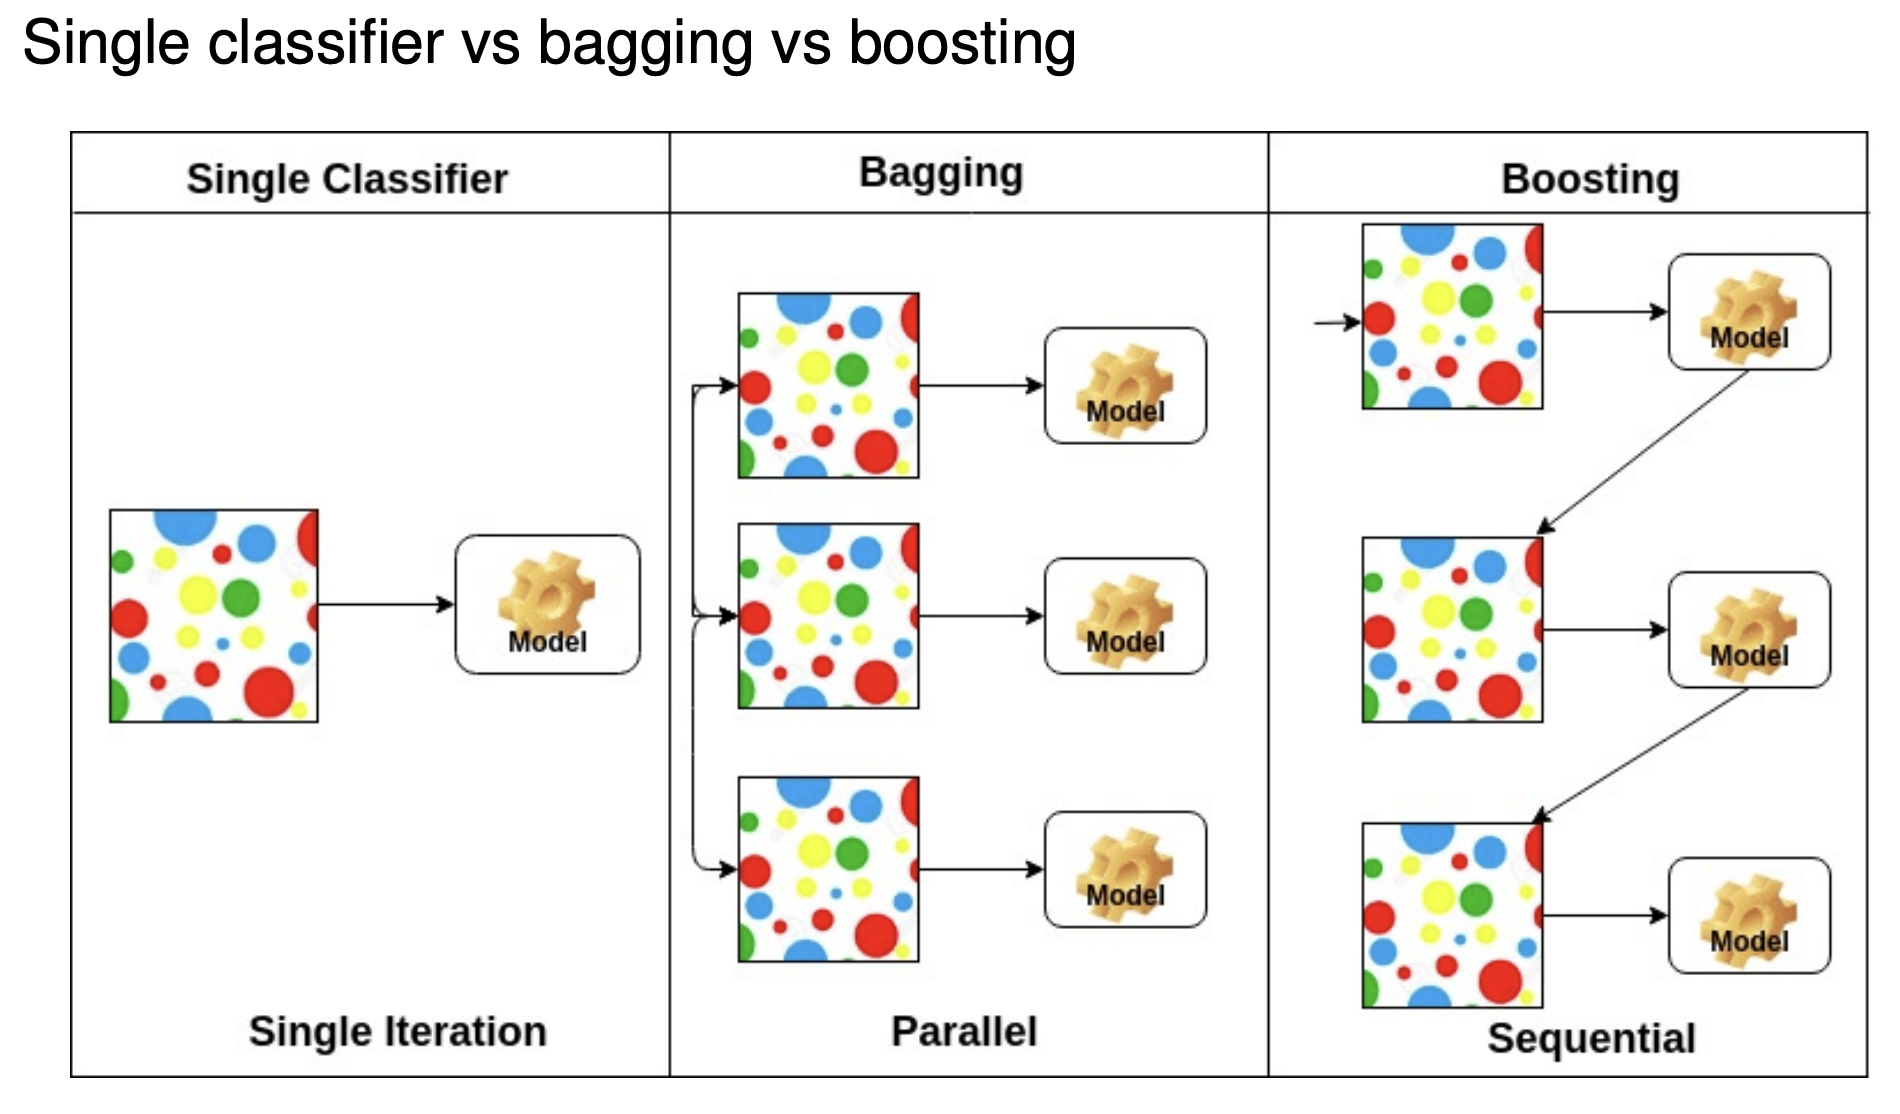 Single classifier vs bagging vs boosting
Single Classifier
Bagging
Boosting
Model
Model
Model
Model
Model
Model
Model
Single Iteration
Parallel
Sequential